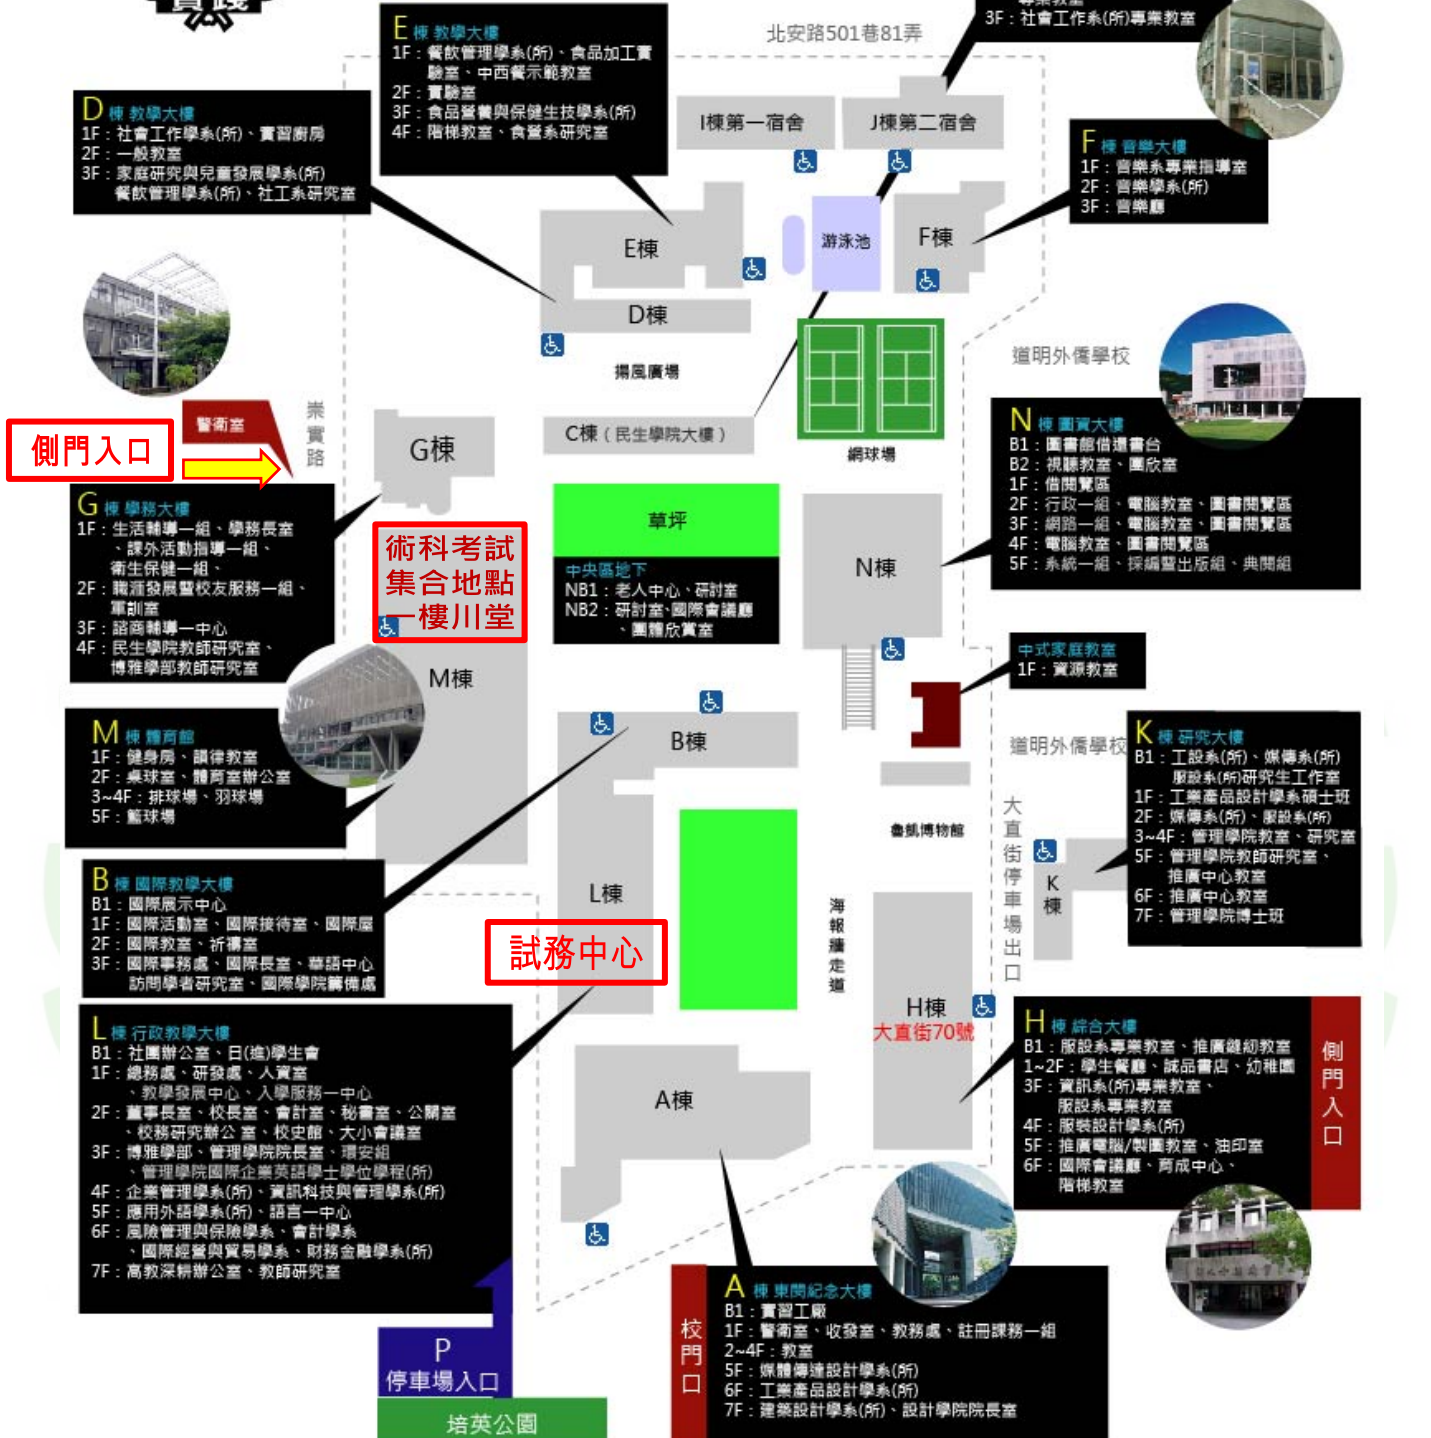 實踐
E棟 教學大樓
1F：餐飲管理學系(所)、食品加工實
驗室、中西餐示範教室
2F：實驗室
3F：食品營養與保健生技學系(所)
4F：階梯教室、食營系研究室
北安路501巷81弄
3F：社會工作系(所)專業教室
D棟 教學大樓
1F：社會工作學系(所)、實習廚房
2F：一般教室
3F：家庭研究與兒童發展學系(所)
餐飲管理學系(所)、社工系研究室
I棟第一宿舍
J棟第二宿舍
F棟 音樂大樓
1F：音樂系專業指導室
2F：音樂學系(所)
3F：音樂廳
E棟
游泳池
F棟
D棟
揚風廣場
道明外僑學校
警衛室
崇實路
側門入口
G棟
C棟（民生學院大樓）
網球場
N棟 圖資大樓
B1：圖書館借還書台
B2：視聽教室、團欣室
1F：借閱覽區
2F：行政一組、電腦教室、圖書閱覽區
3F：網路一組、電腦教室、圖書閱覽區
4F：電腦教室、圖書閱覽區
5F：系統一組、採編暨出版組、典閱組
G棟 學務大樓
1F：生活輔導一組、學務長室
、課外活動指導一組、
衛生保健一組、
2F：職涯發展暨校友服務一組、
軍訓室
3F：諮商輔導一中心
4F：民生學院教師研究室、
博雅學部教師研究室
術科考試
集合地點
一樓川堂
草坪
中央區地下
NB1：老人中心、研討室
NB2：研討室、國際會議廳
、團體欣賞室
N棟
中式家庭教室
1F：資源教室
M棟
M棟 體育館
1F：健身房、韻律教室
2F：桌球室、體育室辦公室
3~4F：排球場、羽球場
5F：籃球場
B棟
道明外僑學校
K棟 研究大樓
B1：工設系(所)、媒傳系(所)
服設系(所)研究生工作室
1F：工業產品設計學系碩士班
2F：媒傳系(所)、服設系(所)
3~4F：管理學院教室、研究室
5F：管理學院教師研究室、
推廣中心教室
6F：推廣中心教室
7F：管理學院博士班
魯凱博物館
大直街停車場出口
K棟
B棟 國際教學大樓
B1：國際展示中心
1F：國際活動室、國際接待室、國際屋
2F：國際教室、祈禱室
3F：國際事務處、國際長室、華語中心
訪問學者研究室、國際學院籌備處
L棟
試務中心
海報牆走道
H棟
大直街70號
L棟 行政教學大樓
B1：社團辦公室、日(進)學生會
1F：總務處、研發處、人資室
、教學發展中心、入學服務一中心
2F：董事長室、校長室、會計室、秘書室、公關室
、校務研究辦公 室、校史館、大小會議室
3F：博雅學部、管理學院院長室、環安組
、管理學院國際企業英語學士學位學程(所)
4F：企業管理學系(所)、資訊科技與管理學系(所)
5F：應用外語學系(所)、語言一中心
6F：風險管理與保險學系、會計學系
、國際經營與貿易學系、財務金融學系(所)
7F：高教深耕辦公室、教師研究室
H棟 綜合大樓
B1：服設系專業教室、推廣縫紉教室
1~2F：學生餐廳、誠品書店、幼稚園
3F：資訊系(所)專業教室、
服設系專業教室
4F：服裝設計學系(所)
5F：推廣電腦/製圖教室、油印室
6F：國際會議廳、育成中心、
階梯教室
側門入口
A棟
A棟 東閔紀念大樓
B1：實習工廠
1F：警衛室、收發室、教務處、註冊課務一組
2~4F：教室
5F：媒體傳達設計學系(所)
6F：工業產品設計學系(所)
7F：建築設計學系(所)、設計學院院長室
校門口
P
停車場入口
培英公園